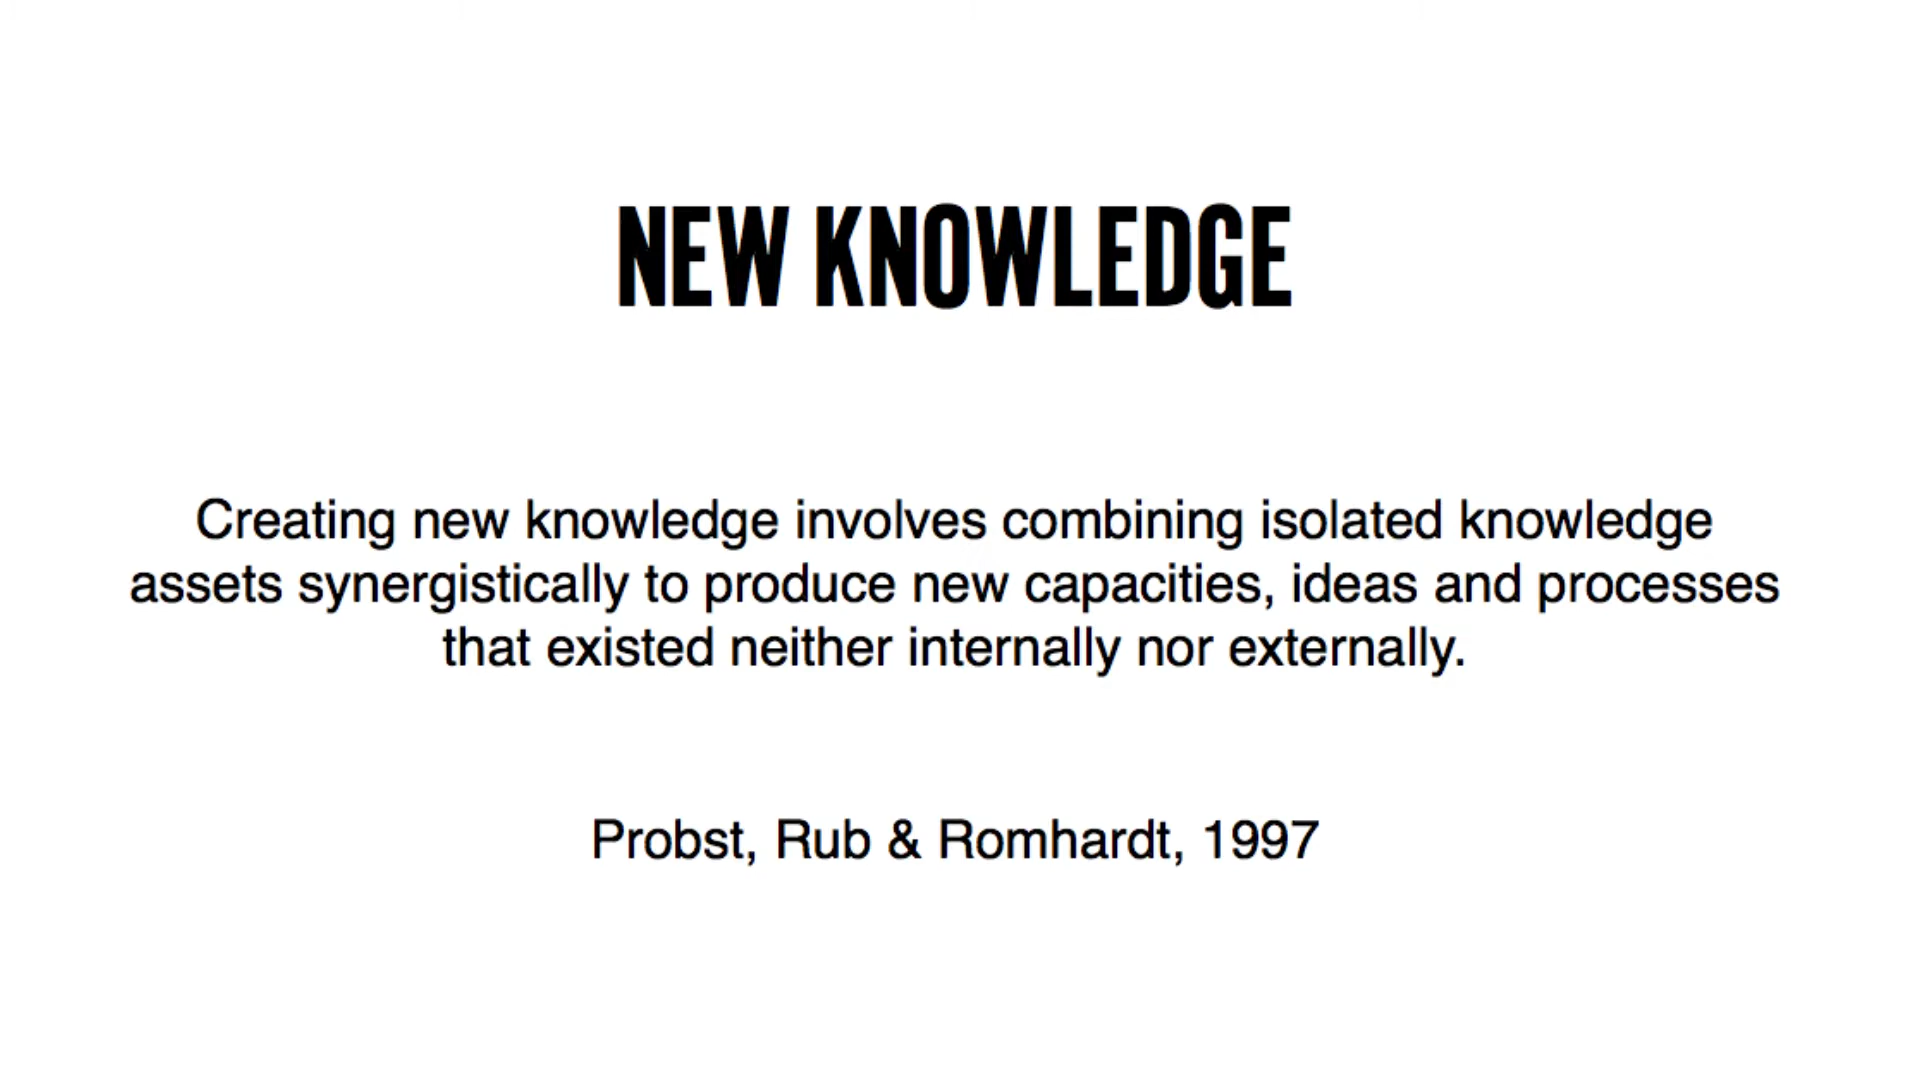 NEW KNOWLEDGE
Creating new knowledge involves combining isolated knowledge
assets synergistically to produce new capacities, ideas and processes
that existed neither internally nor externally.
Probst, Rub & Romhardt, 1997